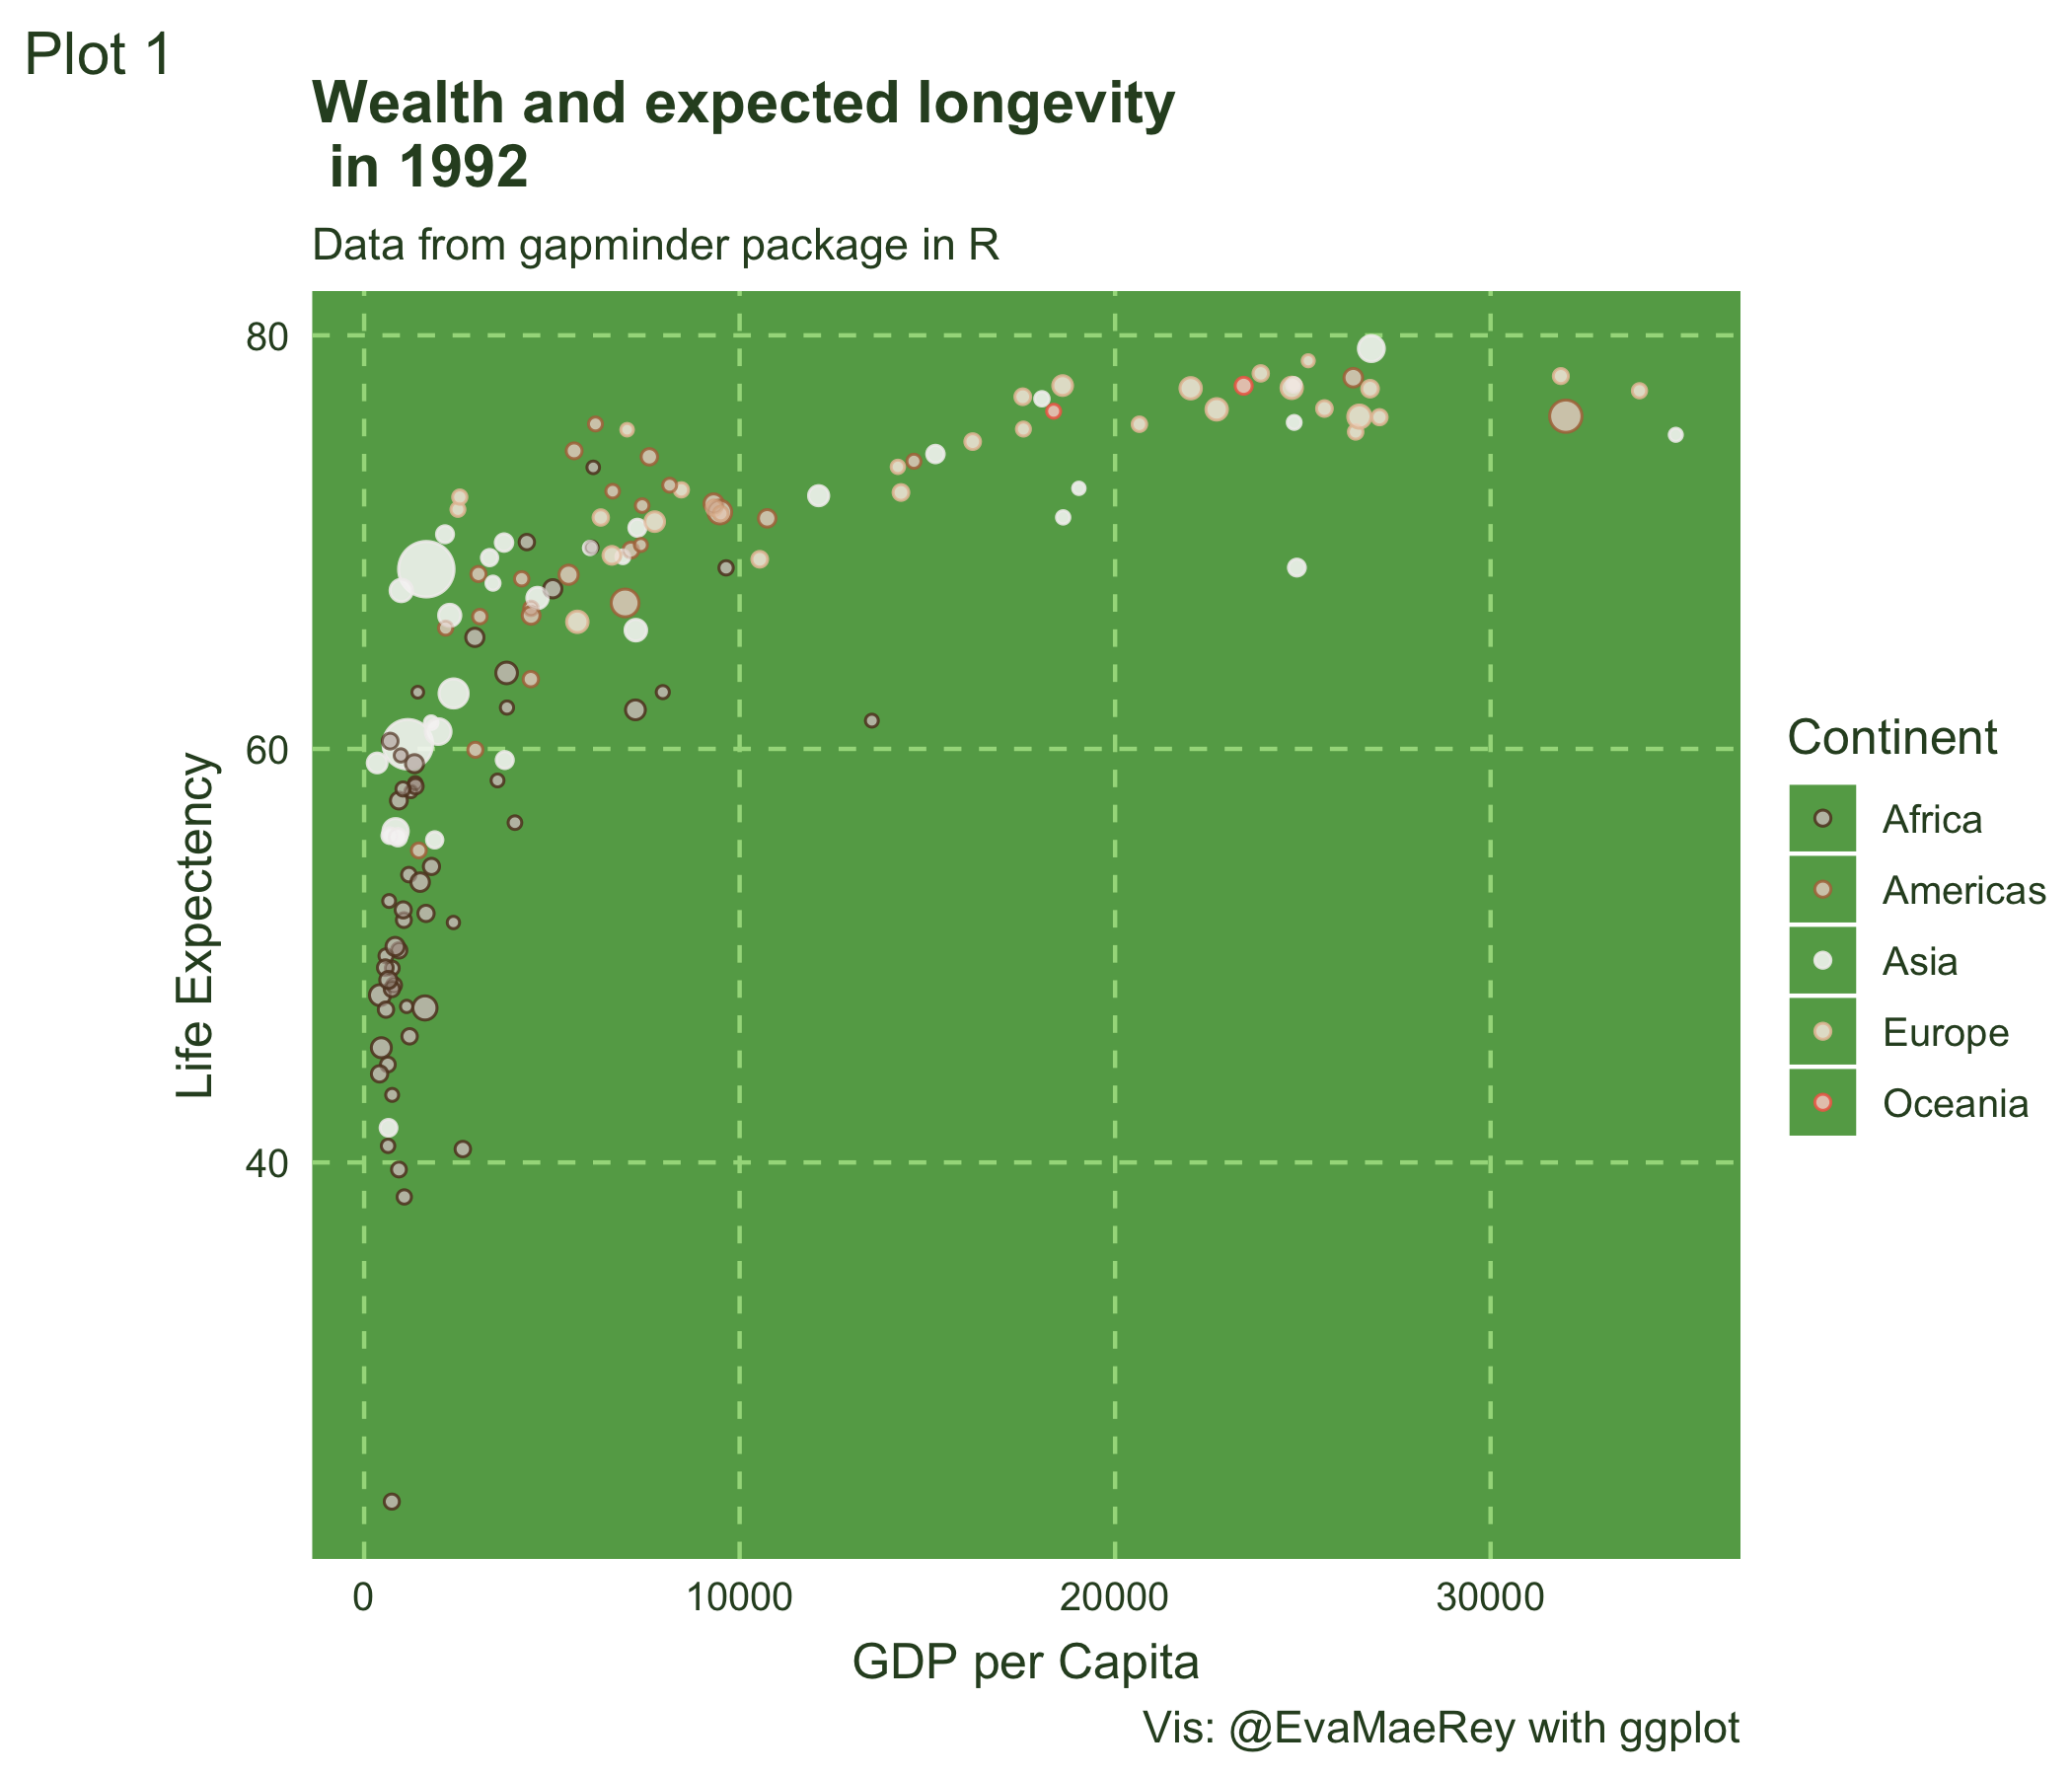 Plot 1
Wealth and expected longevity
in 1992
Data from gapminder package in R
80
60
40
Life Expectency
0 10000 20000 30000
GDP per Capita
Continent
Africa
Americas
Asia
Europe
Oceania
Vis: @EvaMaeRey with ggplot